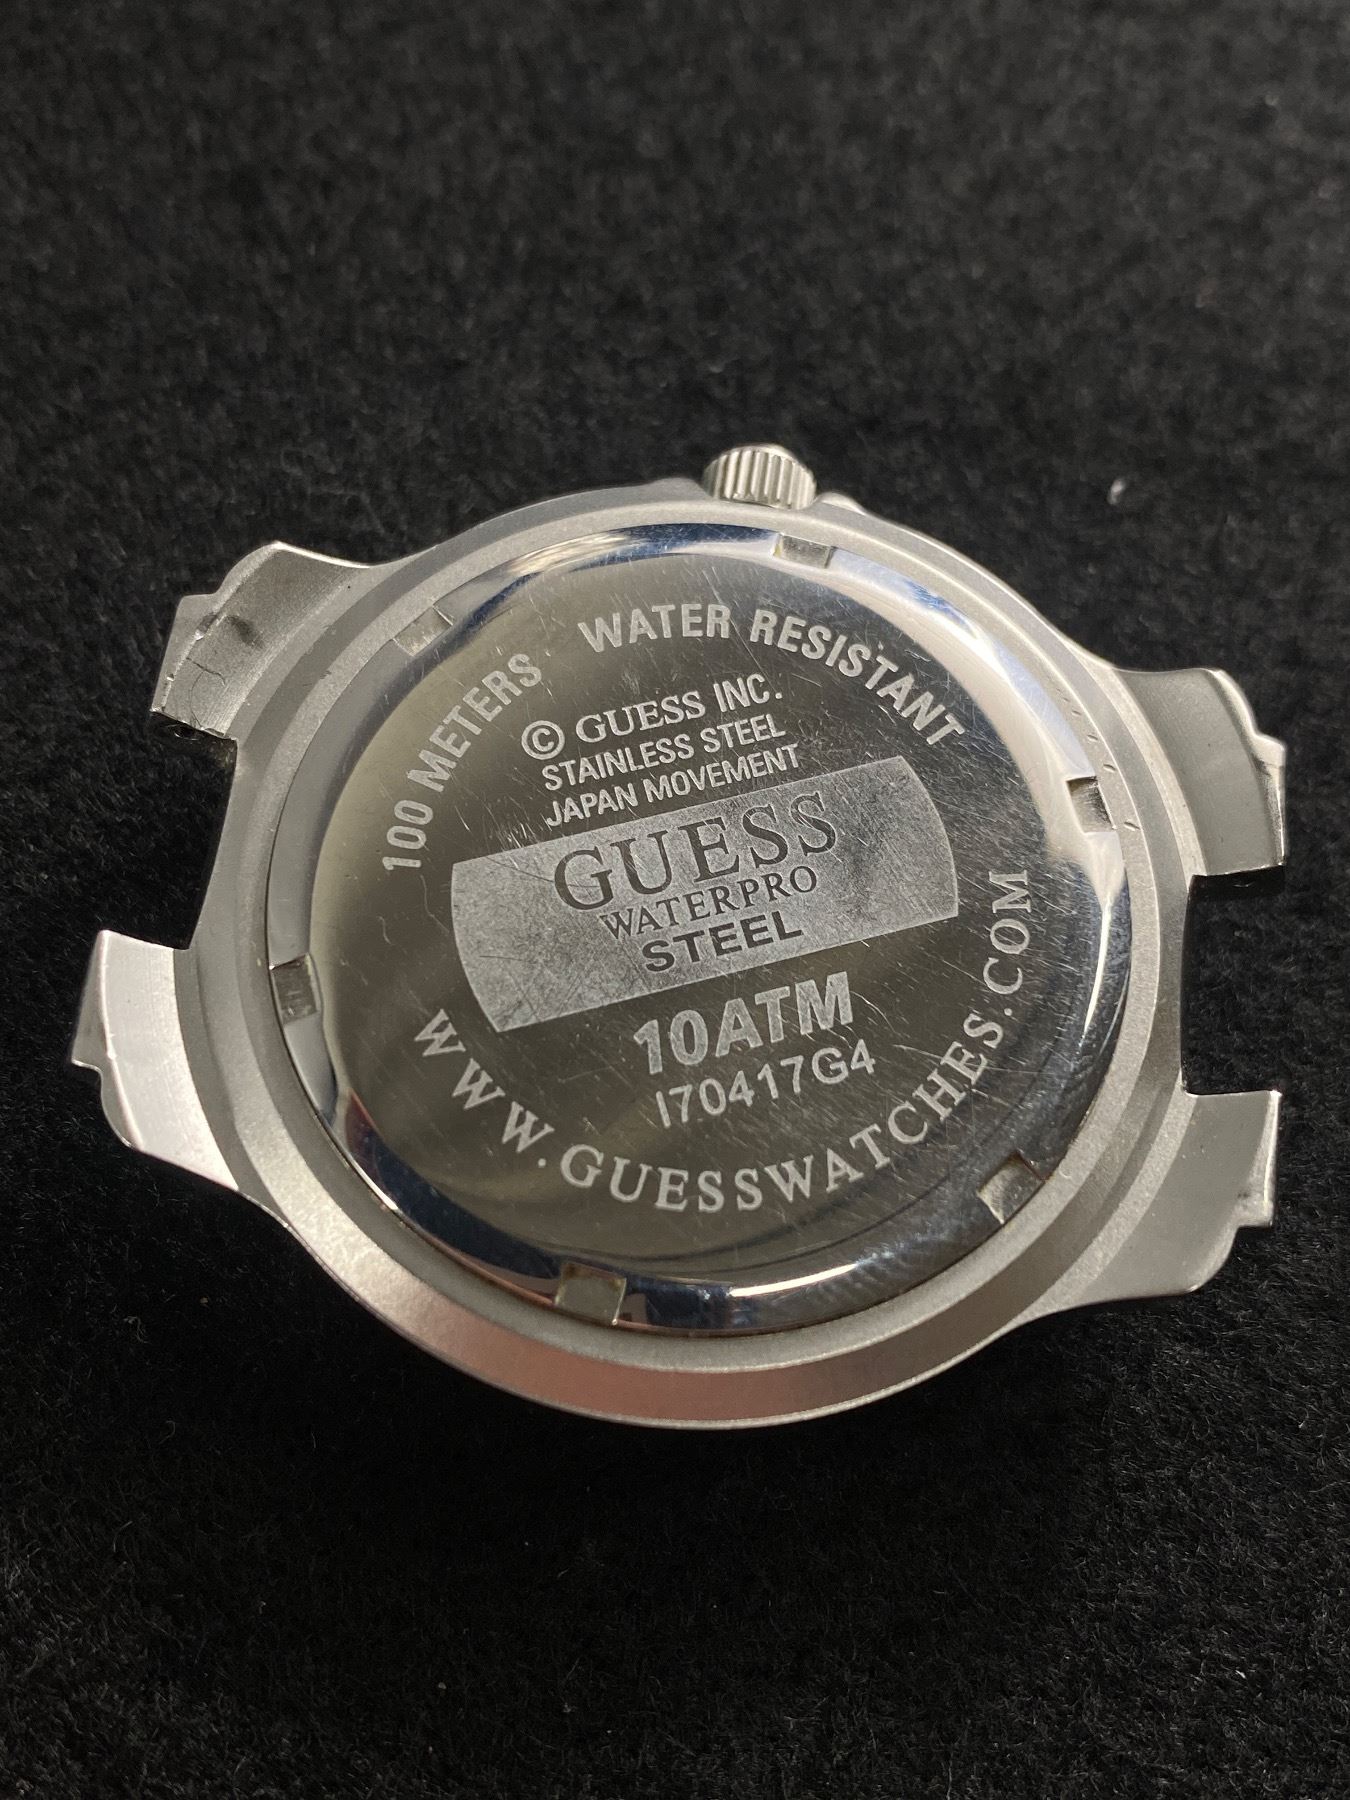 100 METERS WATER RESISTANT
© GUESS INC.
STAINLESS STEEL
JAPAN MOVEMENT
GUESS
WATERPRO
STEEL
10ATM
I70417G4
WWW.GUESSWATCHES.COM